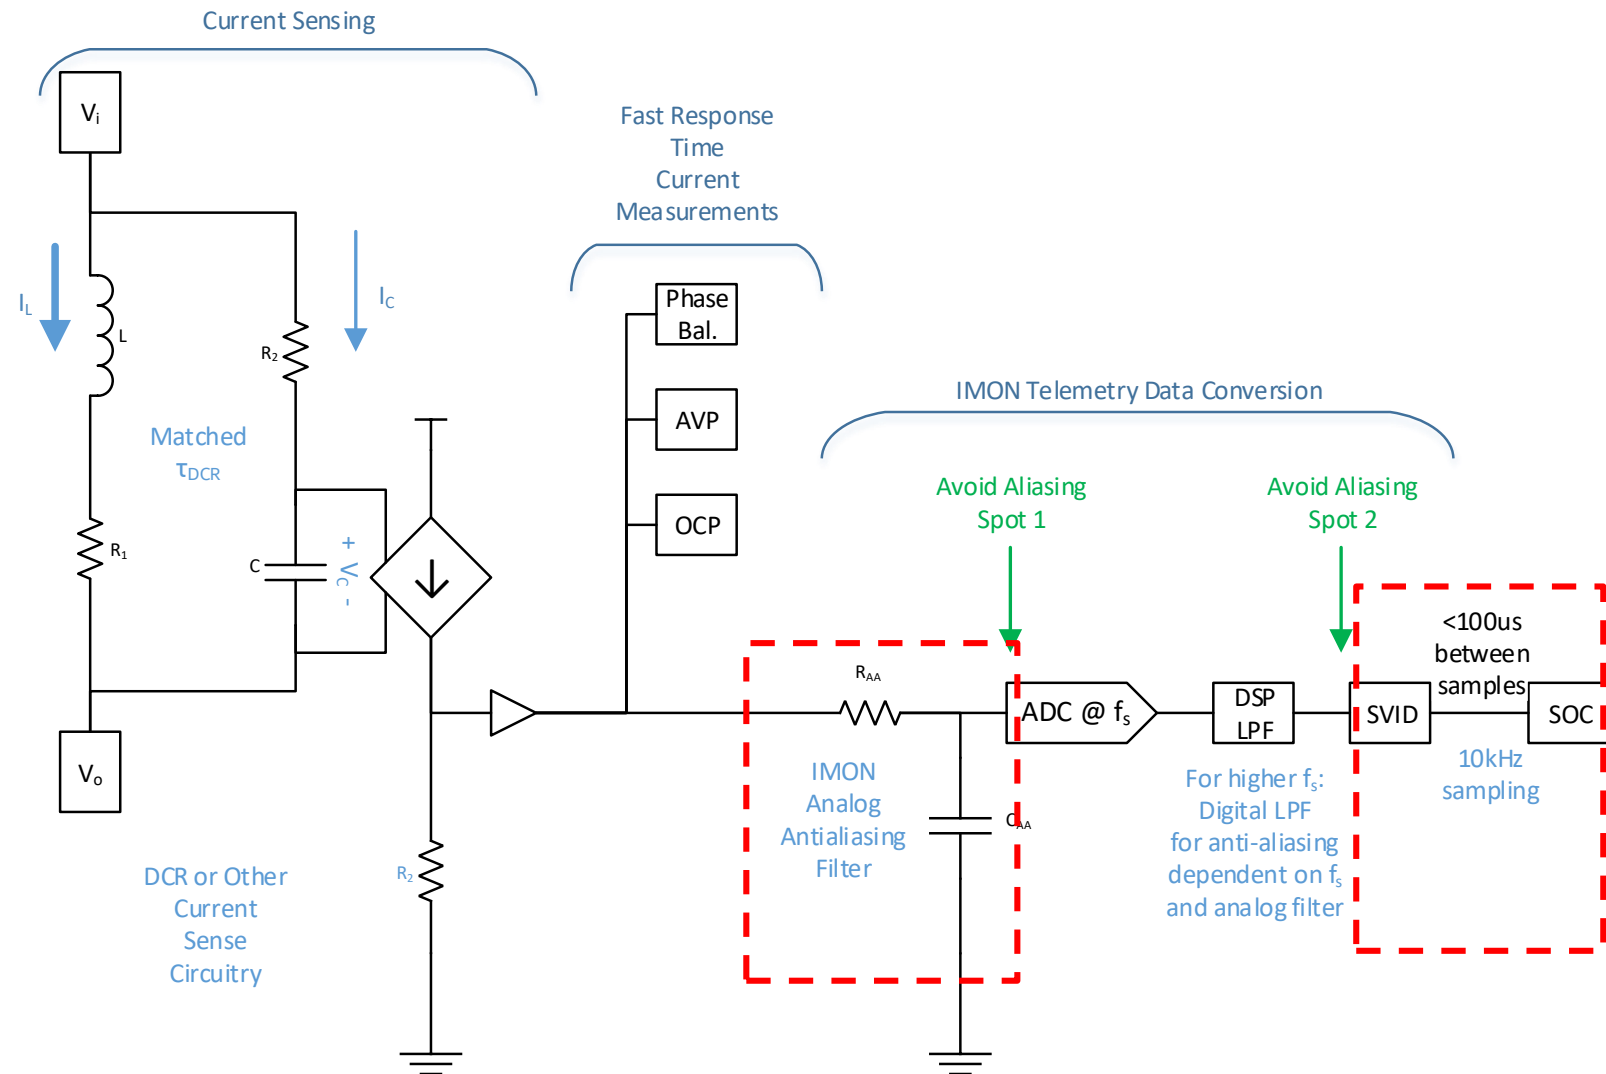 Current Sensing
Vi
Fast Response
Time
Current
Measurements
IL
L
R2
IC
Phase
Bal.
AVP
OCP
Matched
τDCR
R1
C
+ VC -
IMON Telemetry Data Conversion
Avoid Aliasing
Spot 1
Avoid Aliasing
Spot 2
<100us
between
samples
RAA
ADC @ fs
DSP
LPF
SVID
SOC
Vo
IMON
Analog
Antialiasing
Filter
CAA
For higher fs:
Digital LPF
for anti-aliasing
dependent on fs
and analog filter
10kHz
sampling
R2
DCR or Other
Current
Sense
Circuitry